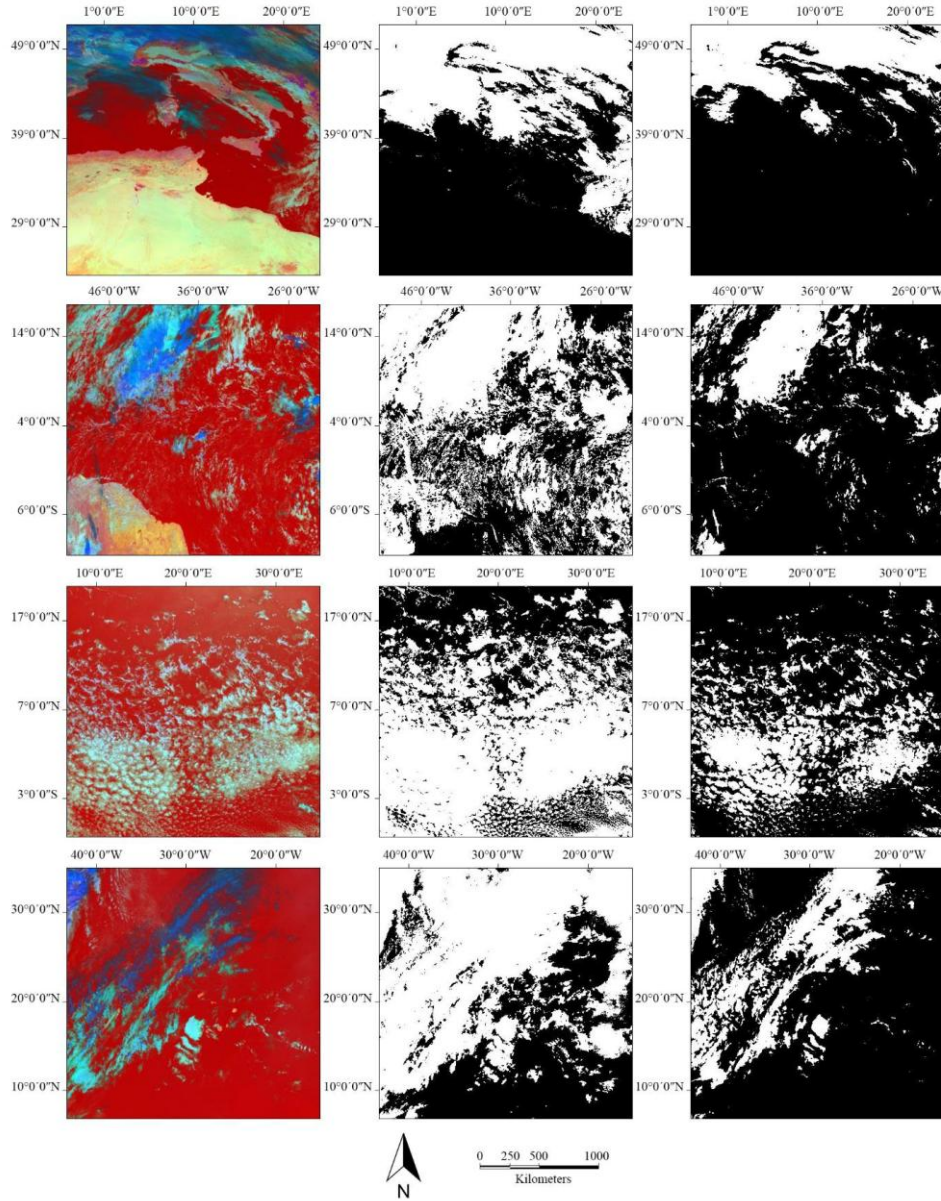 1°0´0˝E 10°0´0˝E 20°0´0˝E 1°0´0˝E 10°0´0˝E 20°0´0˝E 1°0´0˝E 10°0´0˝E 20°0´0˝E
49°0´0˝N 49°0´0˝N 49°0´0˝N
39°0´0˝N 39°0´0˝N 39°0´0˝N
29°0´0˝N 29°0´0˝N 29°0´0˝N
46°0´0˝W 36°0´0˝W 26°0´0˝W 46°0´0˝W 36°0´0˝W 26°0´0˝W 46°0´0˝W 36°0´0˝W 26°0´0˝W
14°0´0˝N 14°0´0˝N 14°0´0˝N
4°0´0˝N 4°0´0˝N 4°0´0˝N
6°0´0˝S 6°0´0˝S 6°0´0˝S
10°0´0˝E 20°0´0˝E 30°0´0˝E 10°0´0˝E 20°0´0˝E 30°0´0˝E 10°0´0˝E 20°0´0˝E 30°0´0˝E
17°0´0˝N 17°0´0˝N 17°0´0˝N
7°0´0˝N 7°0´0˝N 7°0´0˝N
3°0´0˝S 3°0´0˝S 3°0´0˝S
40°0´0˝W 30°0´0˝W 20°0´0˝W 40°0´0˝W 30°0´0˝W 20°0´0˝W 40°0´0˝W 30°0´0˝W 20°0´0˝W
30°0´0˝N 30°0´0˝N 30°0´0˝N
20°0´0˝N 20°0´0˝N 20°0´0˝N
10°0´0˝N 10°0´0˝N 10°0´0˝N
0 250 500 1000
Kilometers
N